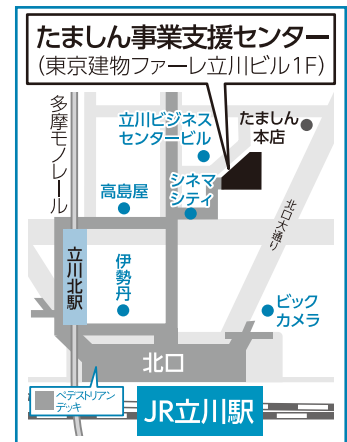 たましん事業支援センター
(東京建物ファーレ立川ビル1F)
多摩モノレール
立川ビジネス
センタービル
たましん
本店
シネマ
シティ
高島屋
北口大通り
立川北駅
伊勢丹
ビック
カメラ
北口
ペデストリアン
デッキ
JR立川駅